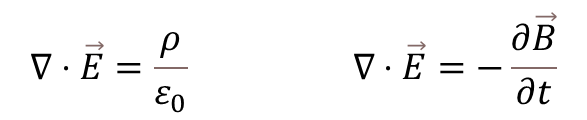 ∇ · E⃗ = ρ/ε₀    ∇ · E⃗ = − ∂B⃗/∂t